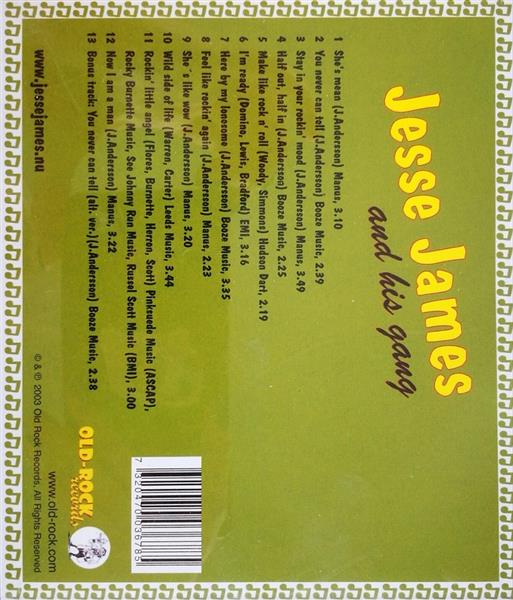 Jesse James
and his gang
1 She's mean (J.Andersson) Manus, 3.10
2 You never can tell (J.Andersson) Booze Music, 2.39
3 Stay in your rockin' mood (J.Andersson) Manus, 3.49
4 Half out, half in (J.Andersson) Booze Music, 2.25
5 Make like rock n' roll (Woody, Simmons) Hudson Dart, 2.19
6 I'm ready (Domino, Lewis, Bradford) EMI, 3.16
7 Here by my lonesome (J.Andersson) Booze Music, 3.35
8 Feel like rockin' again (J.Andersson) Manus, 2.23
9 She´s like wow (J.Andersson) Manus, 3.20
10 Wild side of life (Warren, Carter) Leeds Music, 3.44
11 Rockin' little angel (Flores, Burnette, Herron, Scott) Pinksuede Music (ASCAP),
Rocky Burnette Music, See Johnny Run Music, Russel Scott Music (BMI), 3.00
12 Now I am a man (J.Andersson) Manus, 3.22
13 Bonus track: You never can tell (alt. ver.)(J.Andersson) Booze Music, 2.38
www.jessejames.nu
7 320470 036785
OLD-ROCK
records
www.old-rock.com
© & ℗ 2003 Old Rock Records, All Rights Reserved